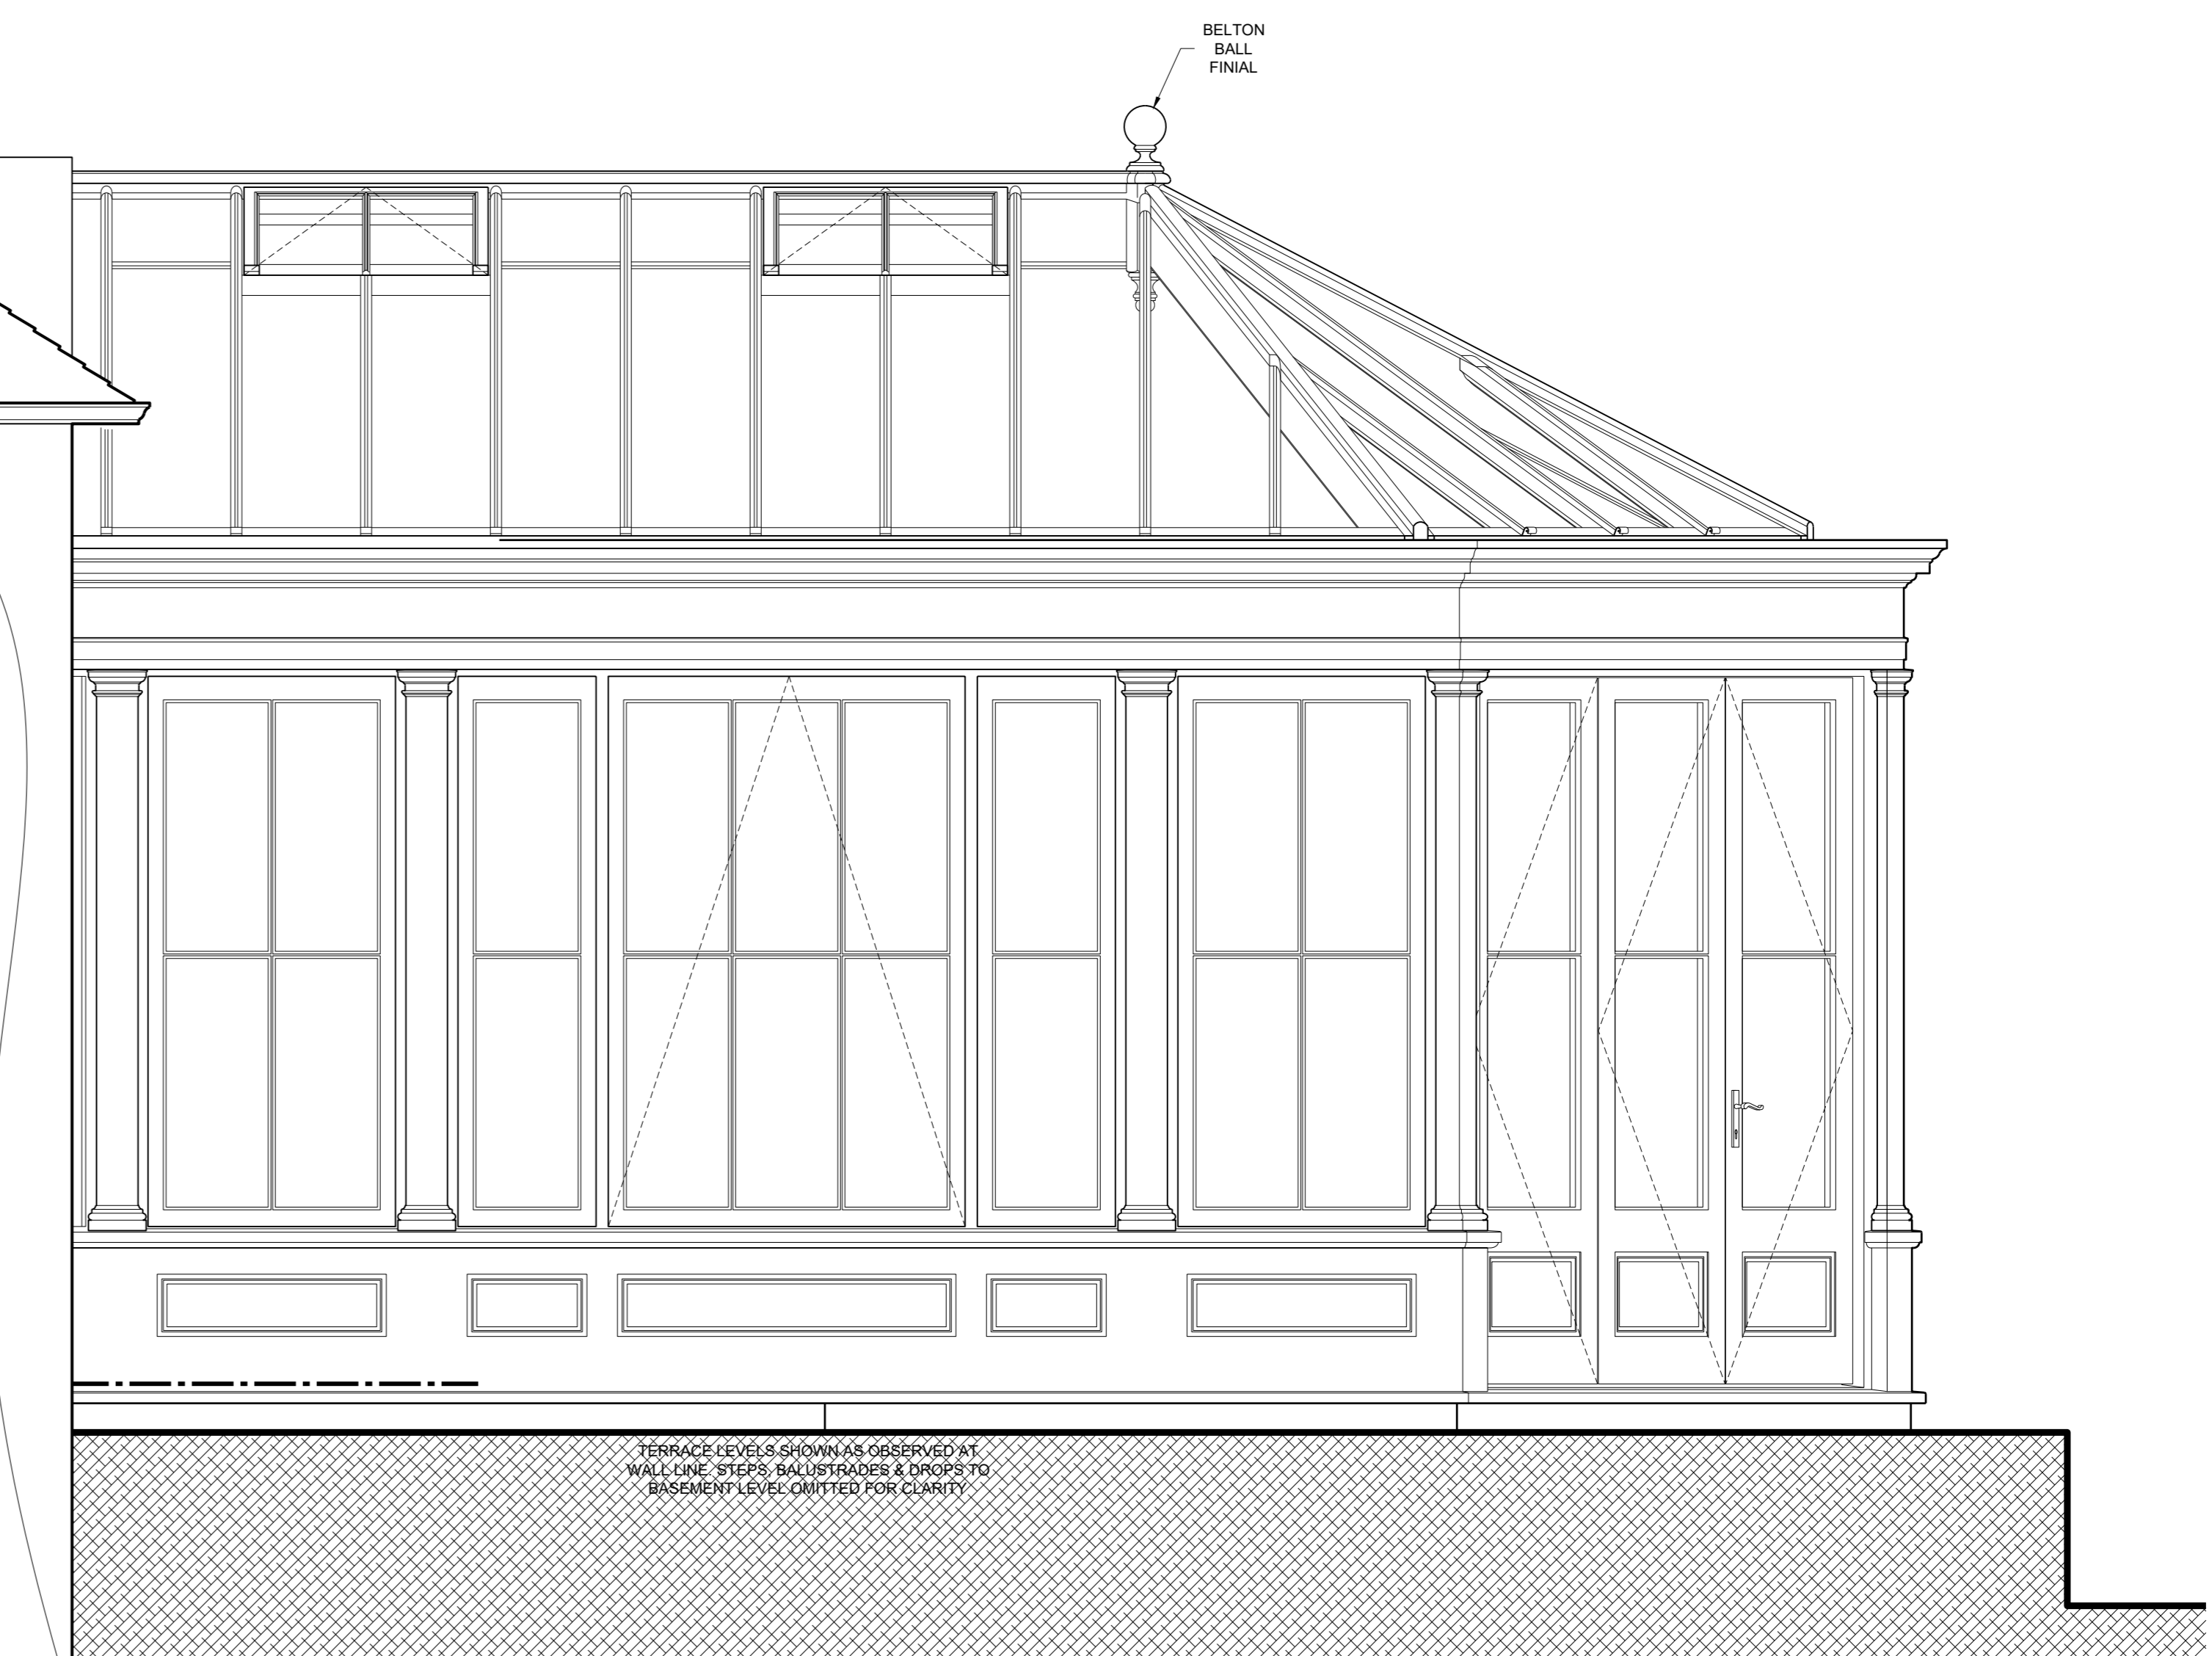 BELTON
BALL
FINIAL
TERRACE LEVELS SHOWN AS OBSERVED AT
WALL LINE. STEPS, BALUSTRADES & DROPS TO
BASEMENT LEVEL OMITTED FOR CLARITY